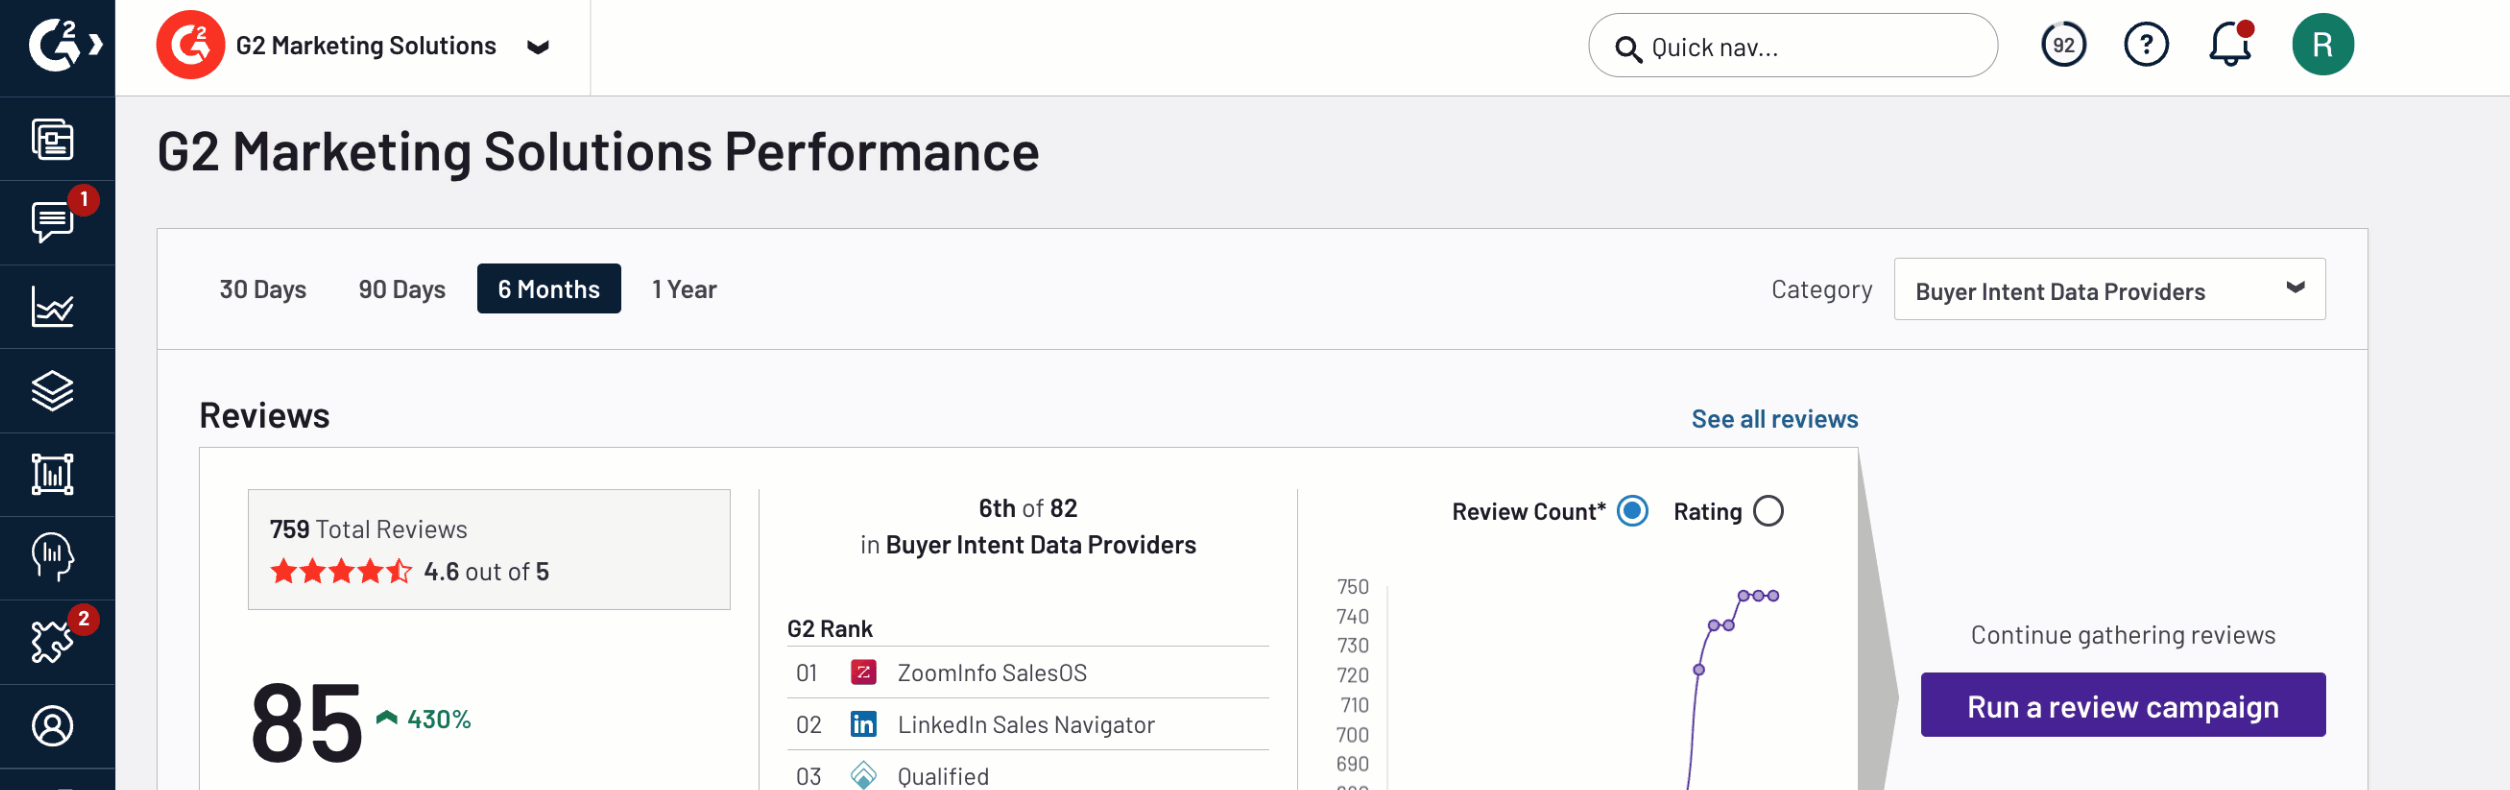 G2 Marketing Solutions
Quick nav...
92
?
R
G2 Marketing Solutions Performance
1
30 Days
90 Days
6 Months
1 Year
Category
Buyer Intent Data Providers
Reviews
See all reviews
759 Total Reviews
4.6 out of 5
85
430%
6th of 82
in Buyer Intent Data Providers
G2 Rank
01 ZoomInfo SalesOS
02 in LinkedIn Sales Navigator
03 Qualified
Review Count*
Rating
750
740
730
720
710
700
690
Continue gathering reviews
Run a review campaign
2